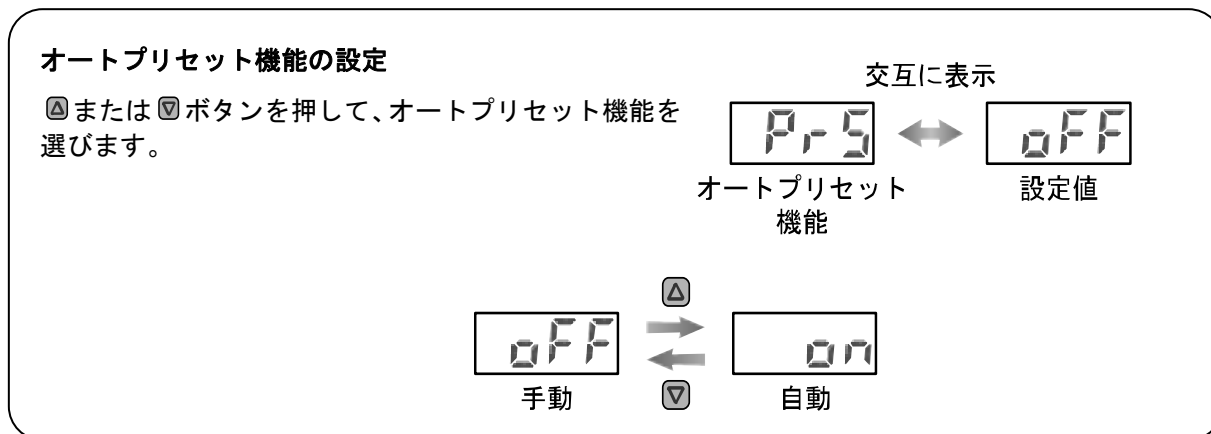 オートプリセット機能の設定
△または▽ボタンを押して、オートプリセット機能を
選びます。
交互に表示
PrS
oFF
オートプリセット
機能
設定値
△
oFF
on
手動
▽
自動